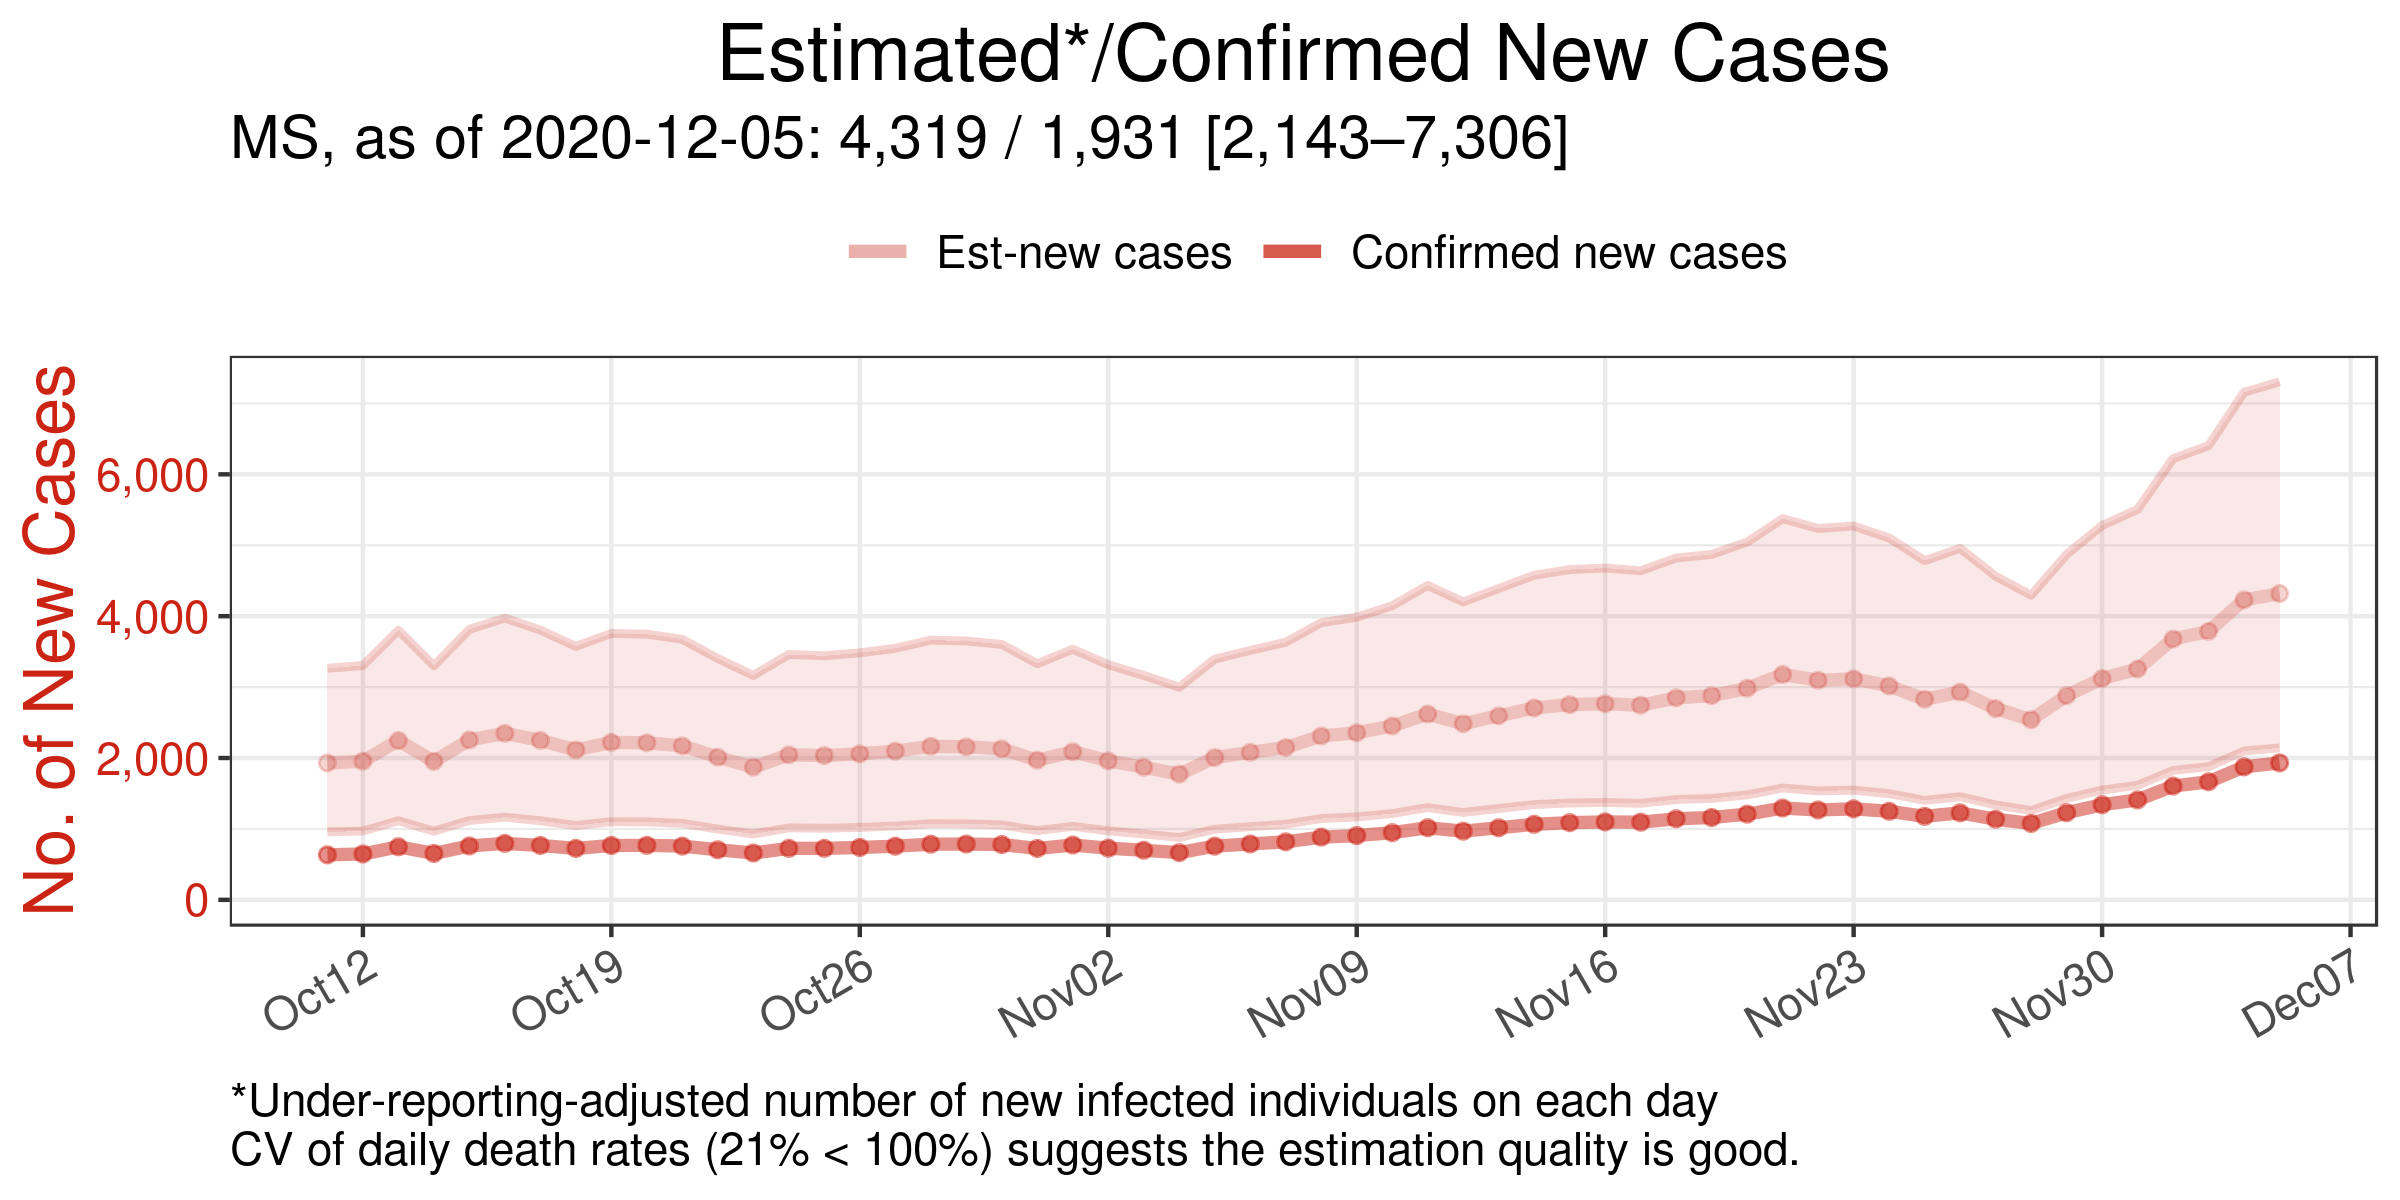 Estimated*/Confirmed New Cases
MS, as of 2020-12-05: 4,319 / 1,931 [2,143–7,306]
Est-new cases
Confirmed new cases
No. of New Cases
6,000
4,000
2,000
0
Oct12
Oct19
Oct26
Nov02
Nov09
Nov16
Nov23
Nov30
Dec07
*Under-reporting-adjusted number of new infected individuals on each day
CV of daily death rates (21% < 100%) suggests the estimation quality is good.